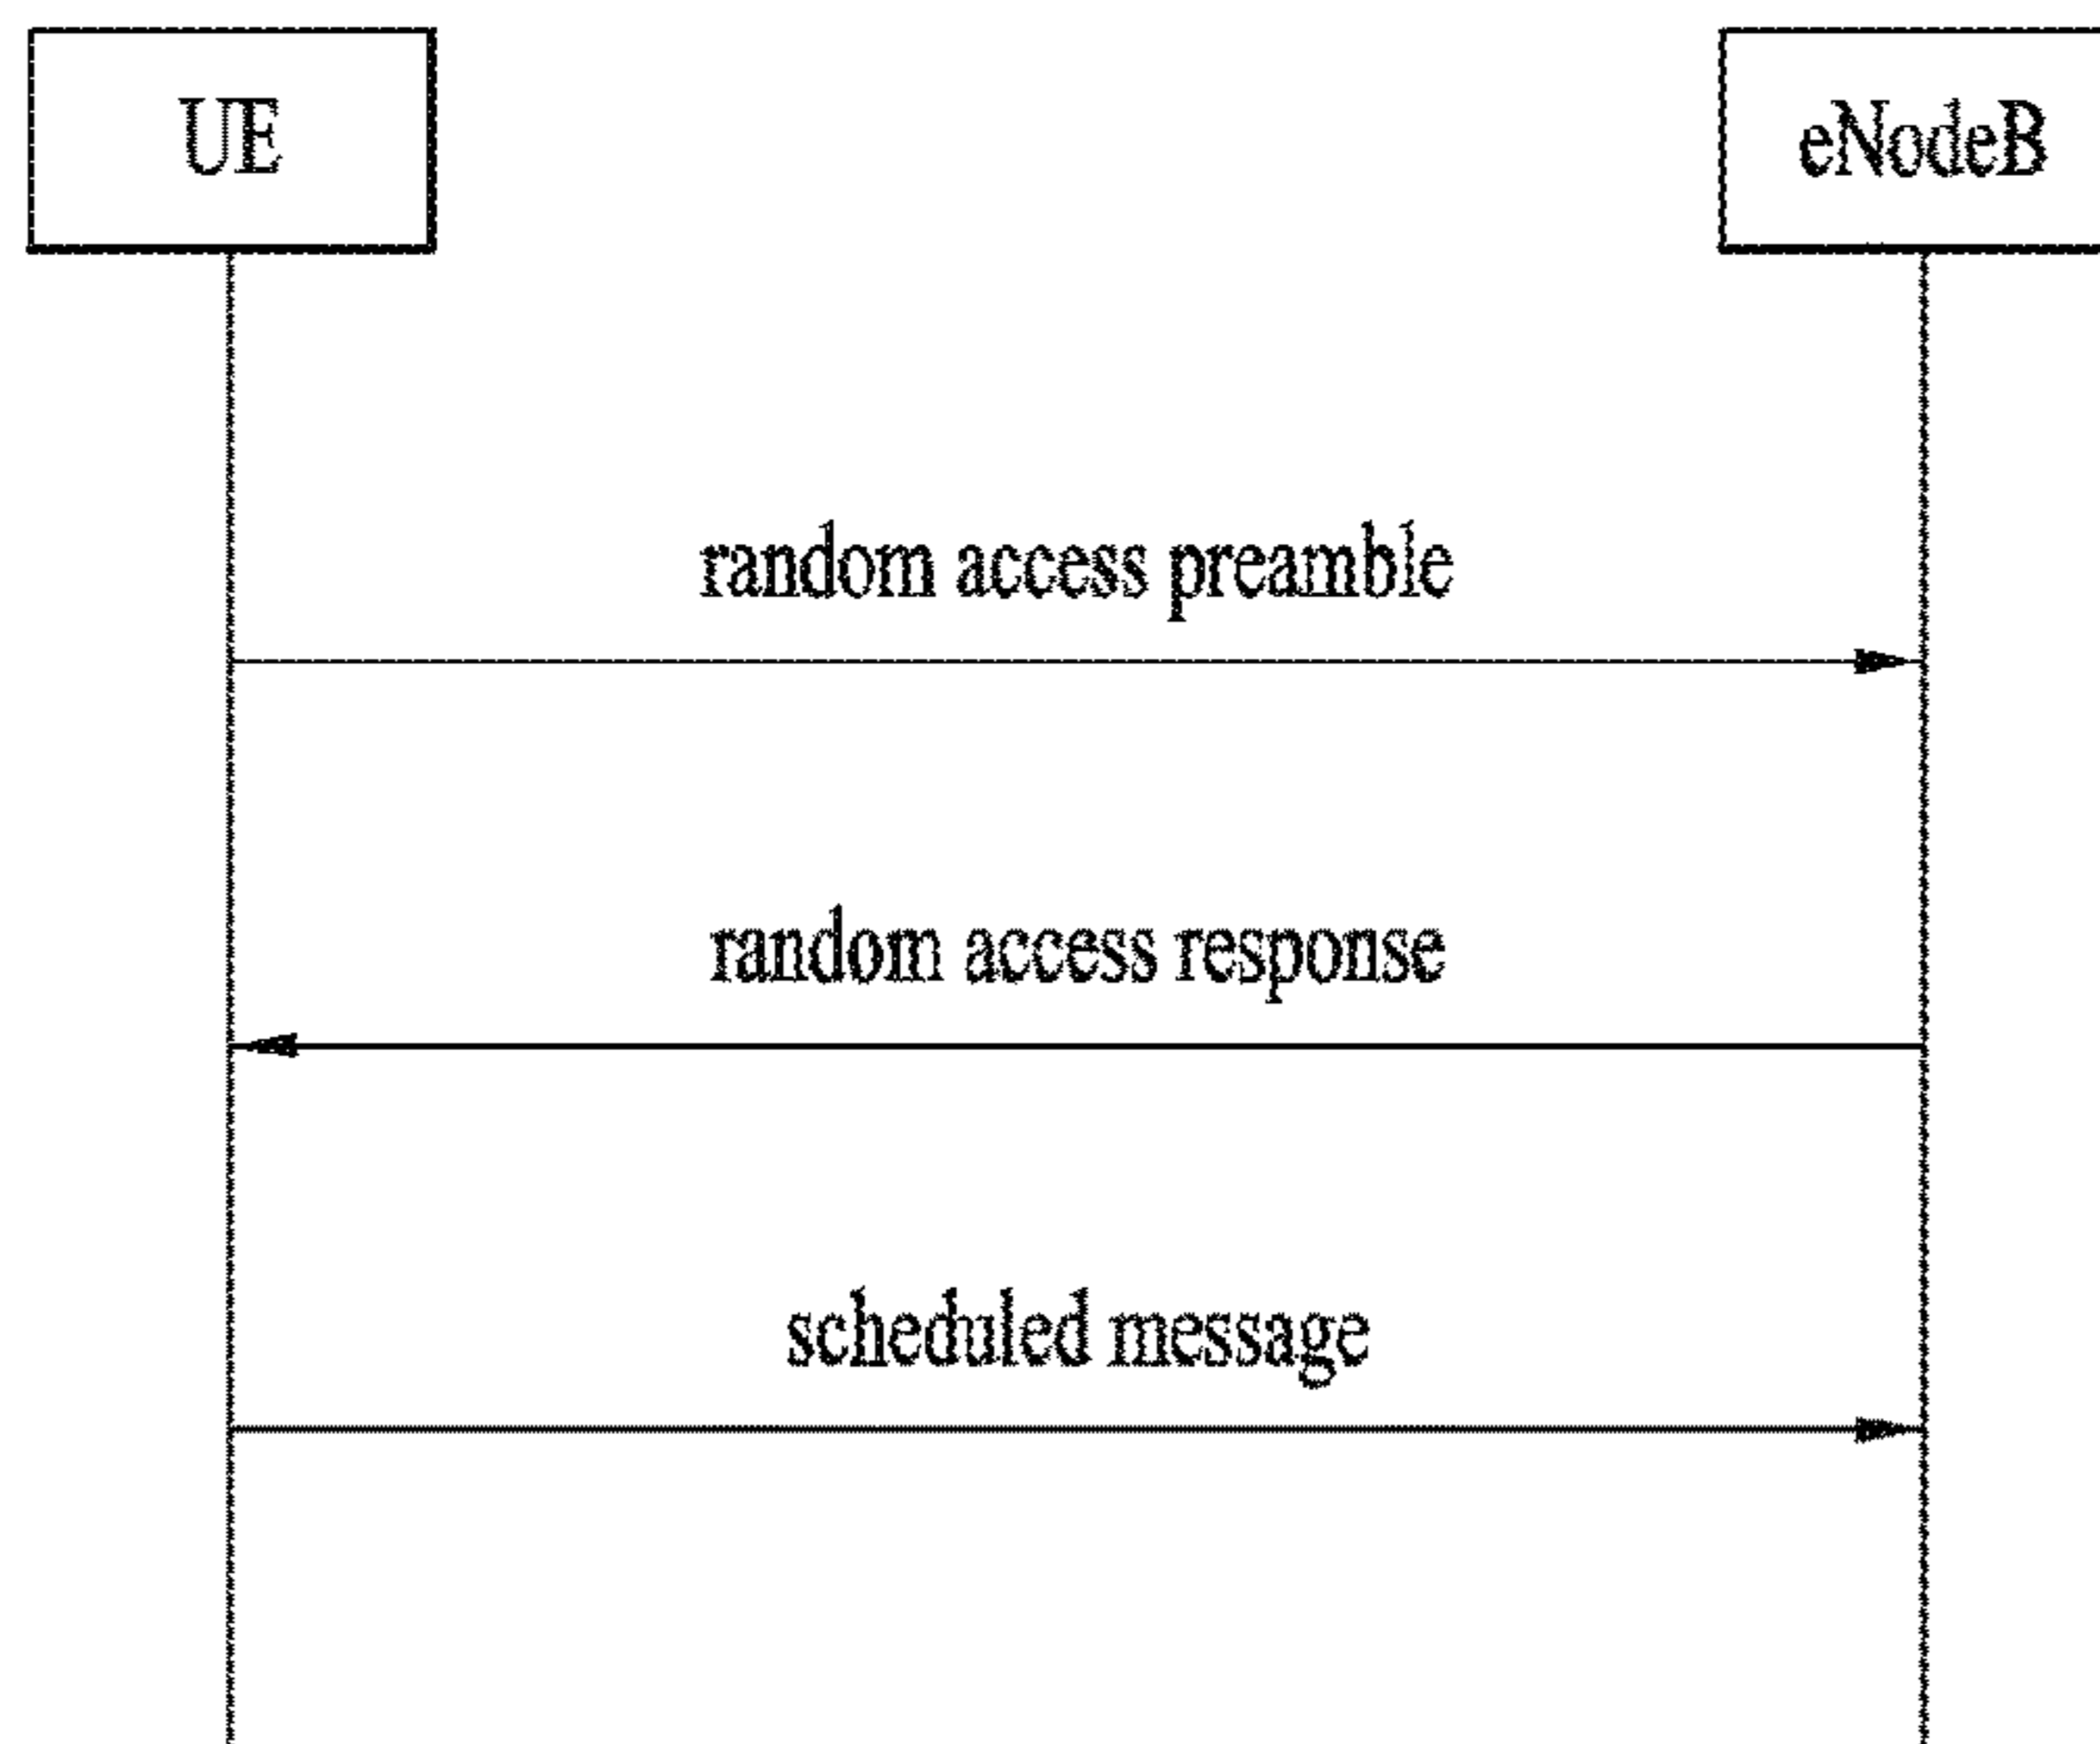 UE
eNodeB
random access preamble
random access response
scheduled message